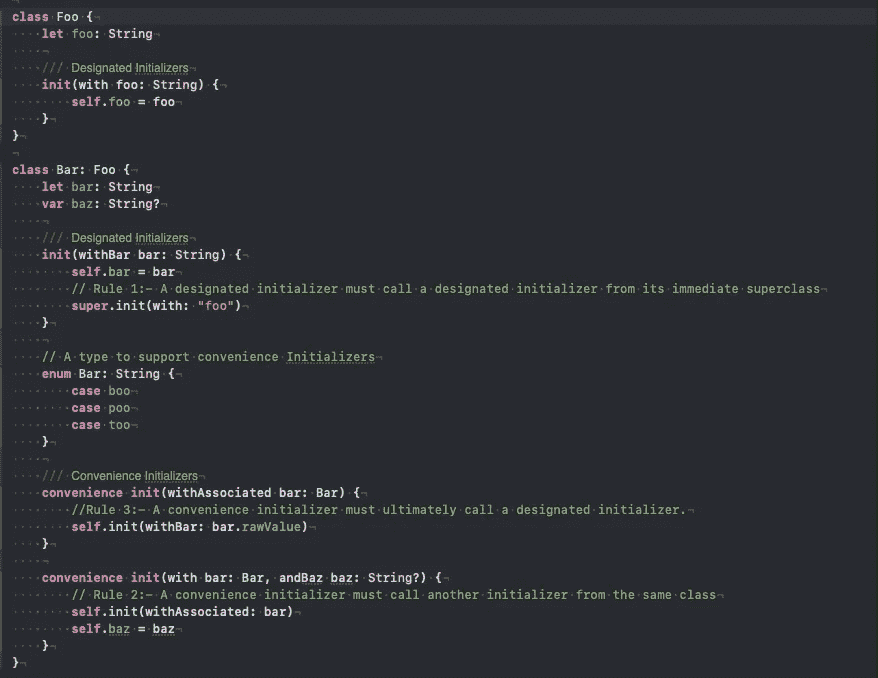 class Foo {
    let foo: String

    /// Designated Initializers
    init(with foo: String) {
        self.foo = foo
    }
}

class Bar: Foo {
    let bar: String
    var baz: String?

    /// Designated Initializers
    init(withBar bar: String) {
        self.bar = bar
        // Rule 1:- A designated initializer must call a designated initializer from its immediate superclass
        super.init(with: "foo")
    }

    // A type to support convenience Initializers
    enum Bar: String {
        case boo
        case poo
        case too
    }

    /// Convenience Initializers
    convenience init(withAssociated bar: Bar) {
        //Rule 3:- A convenience initializer must ultimately call a designated initializer.
        self.init(withBar: bar.rawValue)
    }

    convenience init(with bar: Bar, andBaz baz: String?) {
        // Rule 2:- A convenience initializer must call another initializer from the same class
        self.init(withAssociated: bar)
        self.baz = baz
    }
}